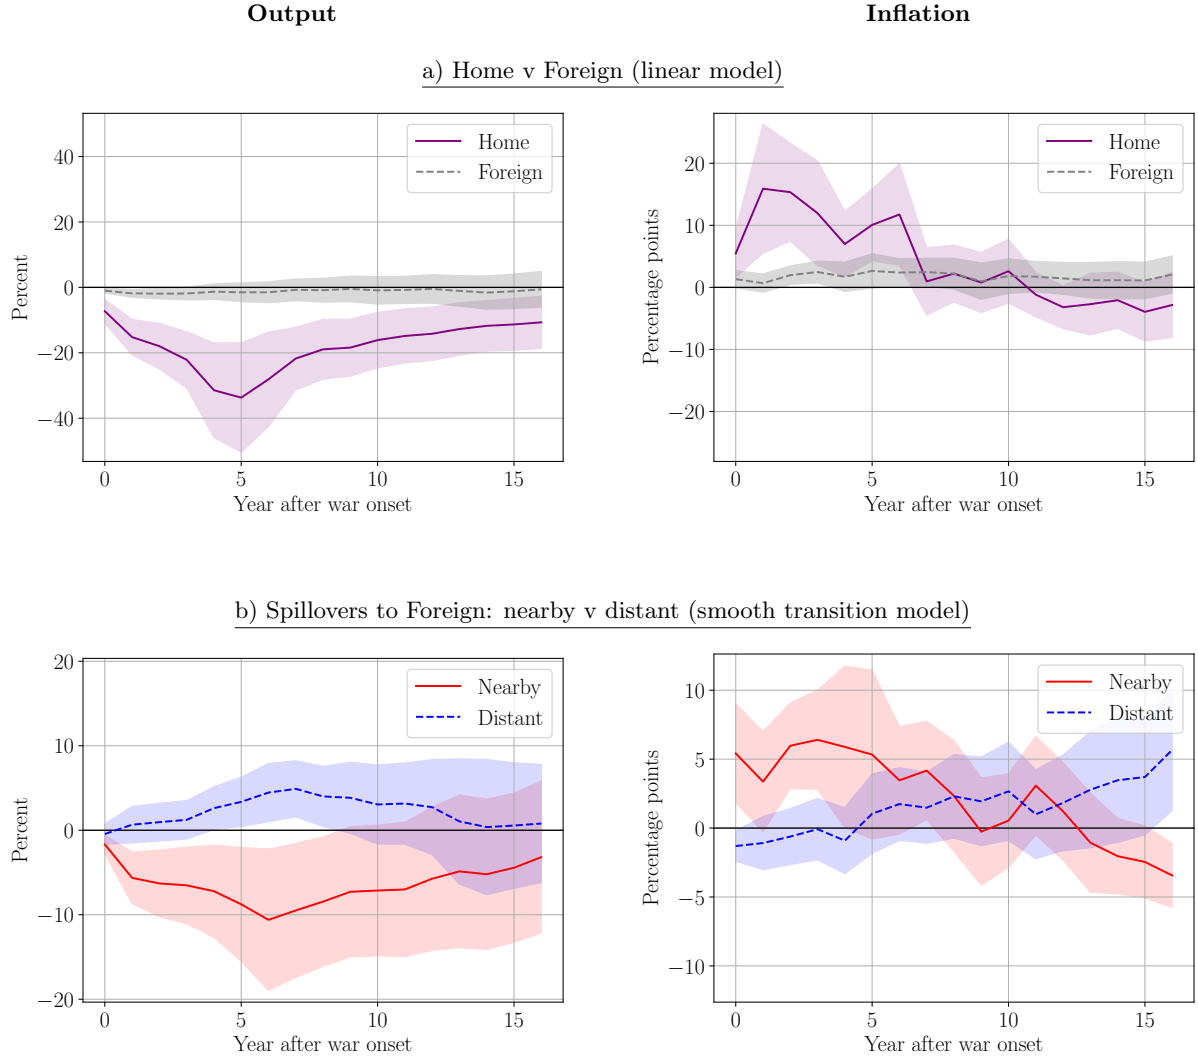 Output
Inflation
a) Home v Foreign (linear model)
Percent
40
20
0
−20
−40
Home
Foreign
0
5
10
15
Year after war onset
Percentage points
20
10
0
−10
−20
Home
Foreign
0
5
10
15
Year after war onset
b) Spillovers to Foreign: nearby v distant (smooth transition model)
Percent
20
10
0
−10
−20
Nearby
Distant
0
5
10
15
Year after war onset
Percentage points
10
5
0
−5
−10
Nearby
Distant
0
5
10
15
Year after war onset